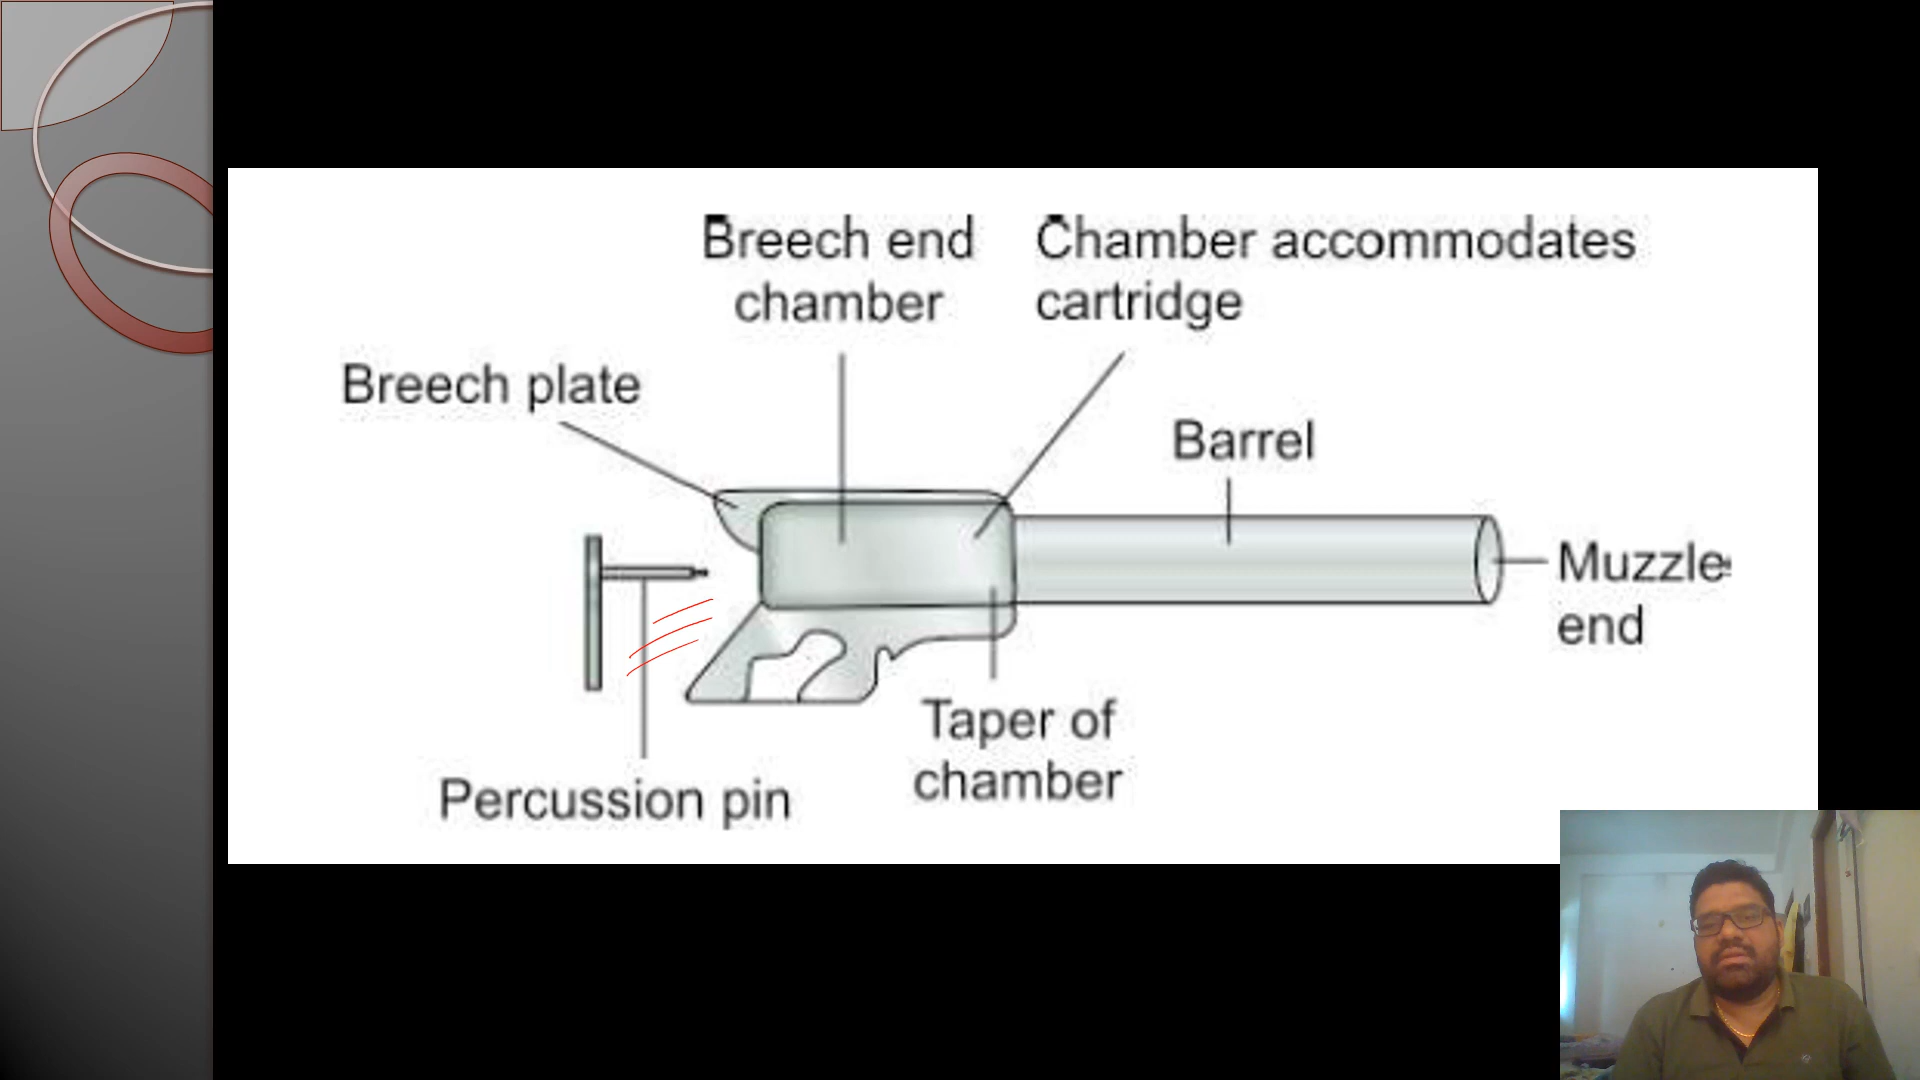 Breech end
chamber
Chamber accommodates
cartridge
Breech plate
Barrel
Muzzle
end
Taper of
chamber
Percussion pin